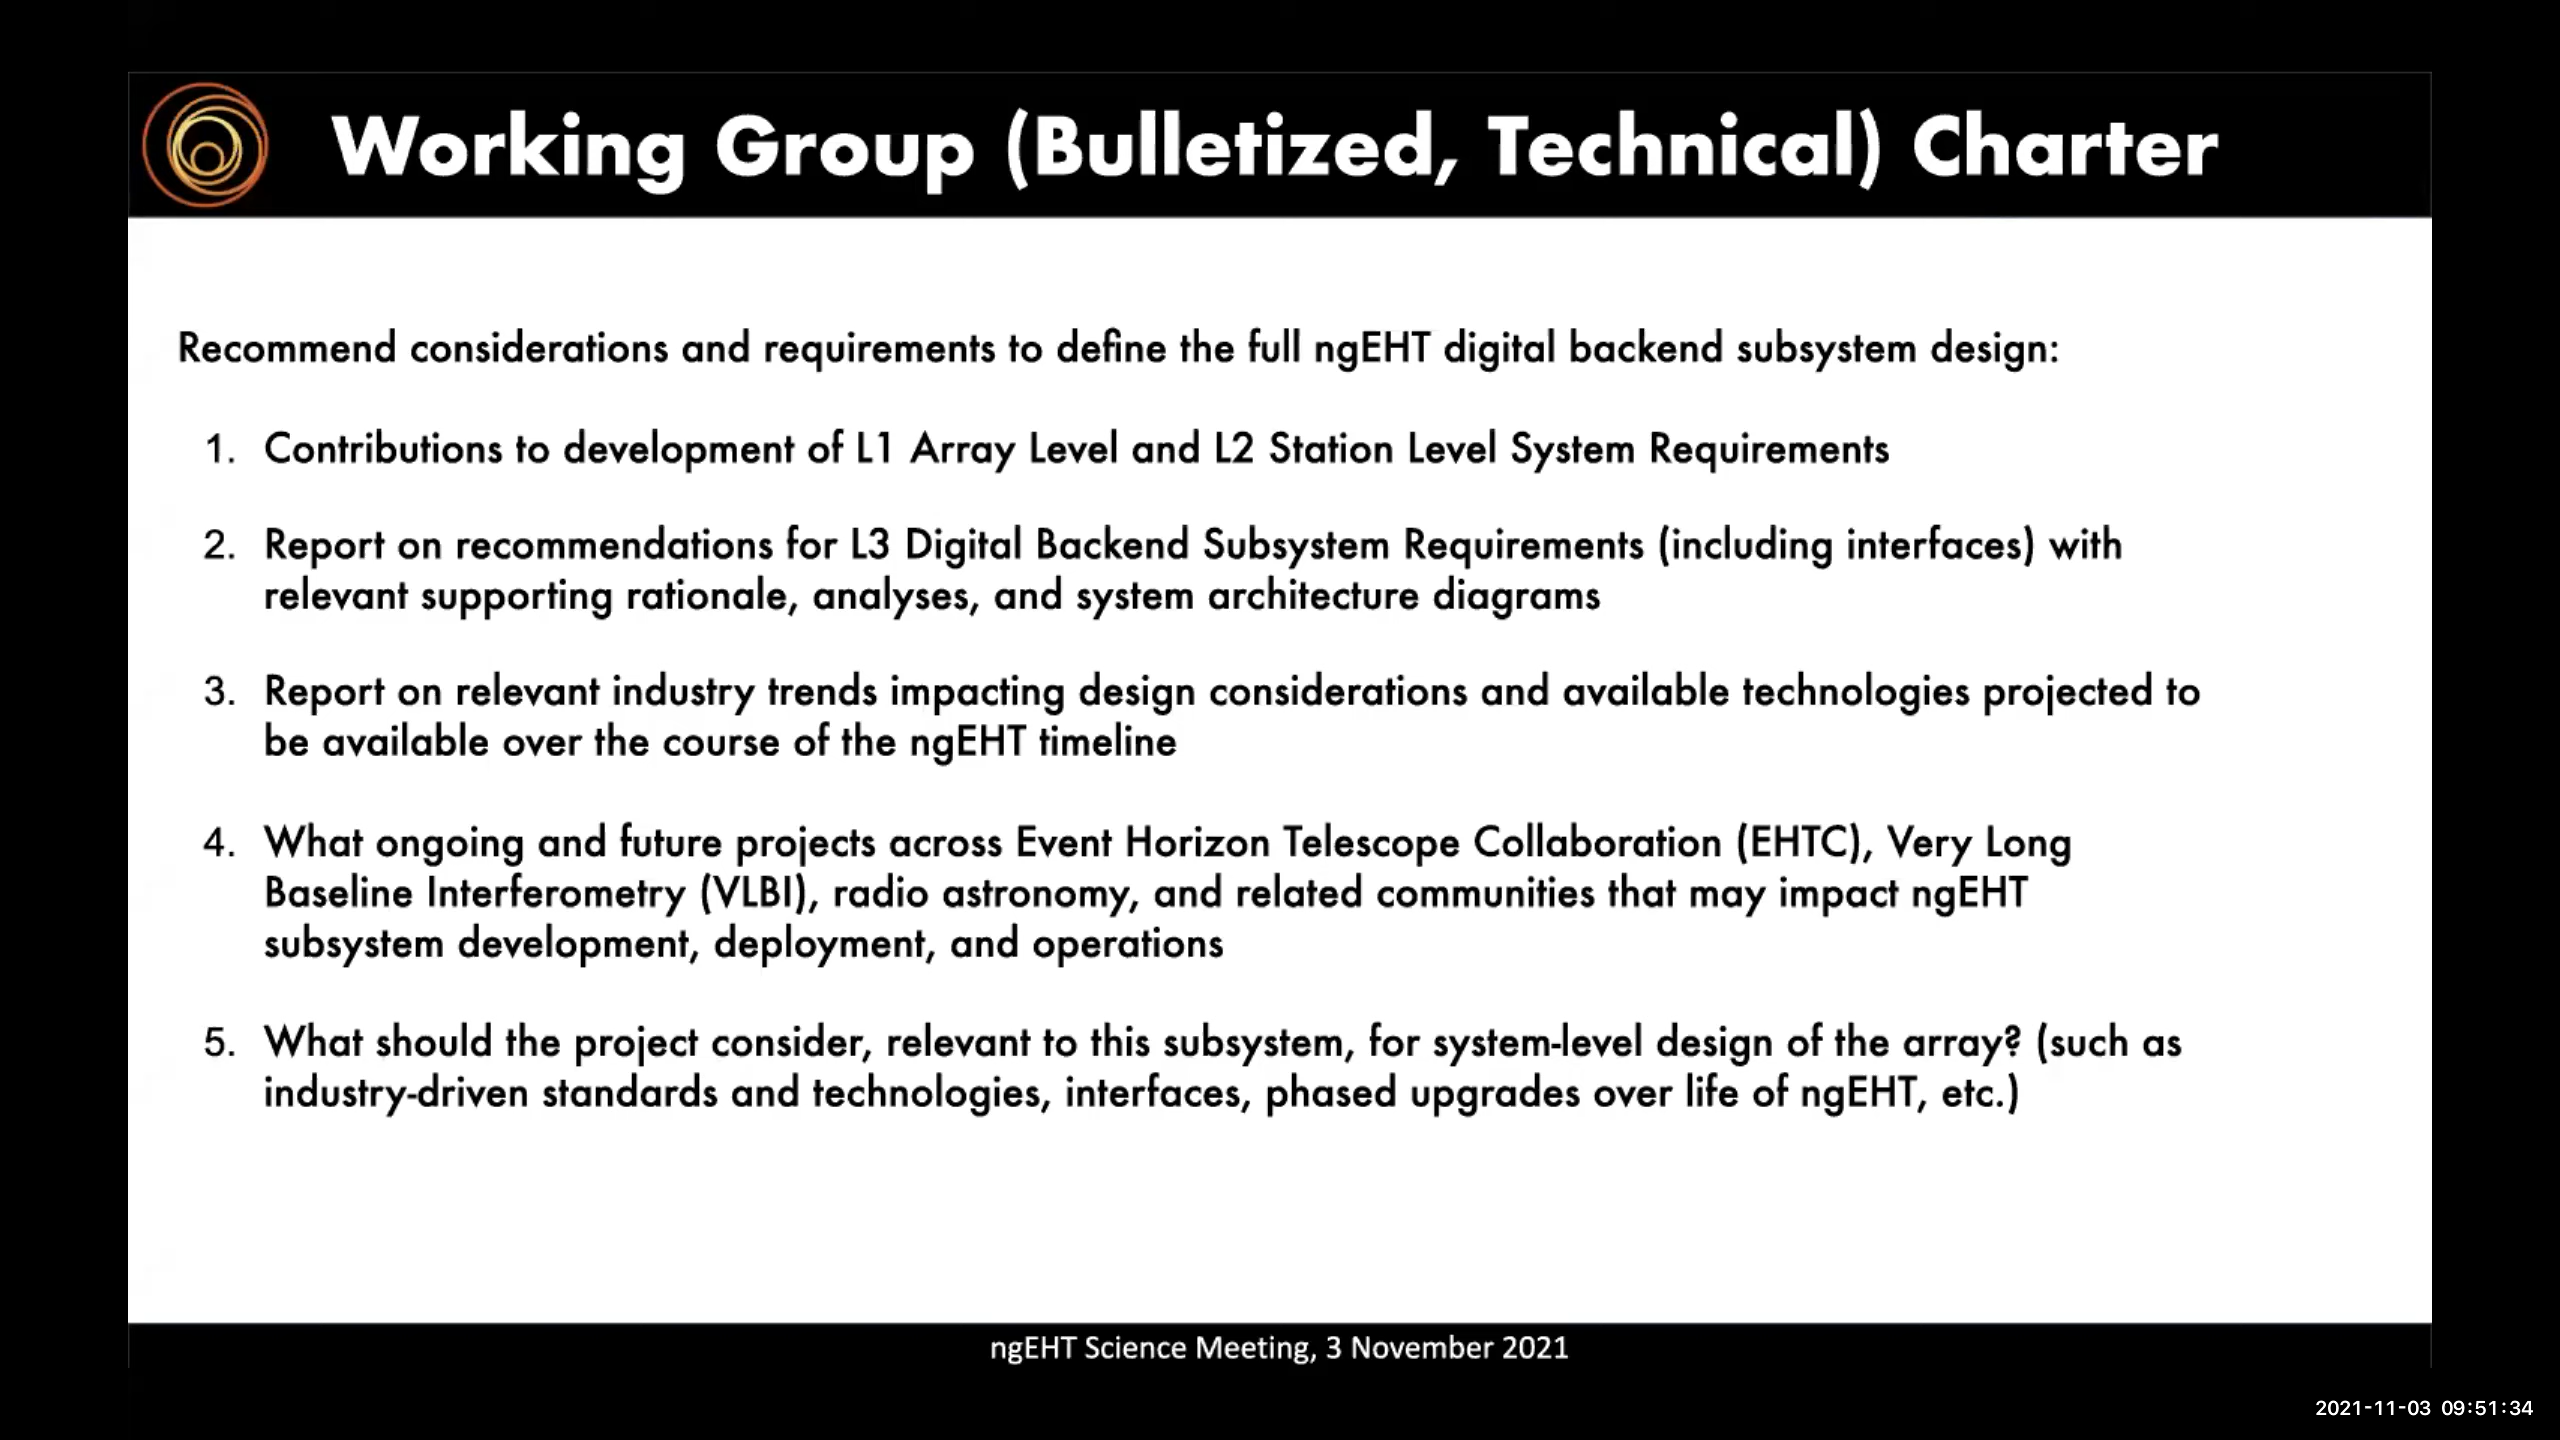 Working Group (Bulletized, Technical) Charter
Recommend considerations and requirements to define the full ngEHT digital backend subsystem design:
1. Contributions to development of L1 Array Level and L2 Station Level System Requirements
2. Report on recommendations for L3 Digital Backend Subsystem Requirements (including interfaces) with
relevant supporting rationale, analyses, and system architecture diagrams
3. Report on relevant industry trends impacting design considerations and available technologies projected to
be available over the course of the ngEHT timeline
4. What ongoing and future projects across Event Horizon Telescope Collaboration (EHTC), Very Long
Baseline Interferometry (VLBI), radio astronomy, and related communities that may impact ngEHT
subsystem development, deployment, and operations
5. What should the project consider, relevant to this subsystem, for system-level design of the array? (such as
industry-driven standards and technologies, interfaces, phased upgrades over life of ngEHT, etc.)
ngEHT Science Meeting, 3 November 2021
2021-11-03 09:51:34